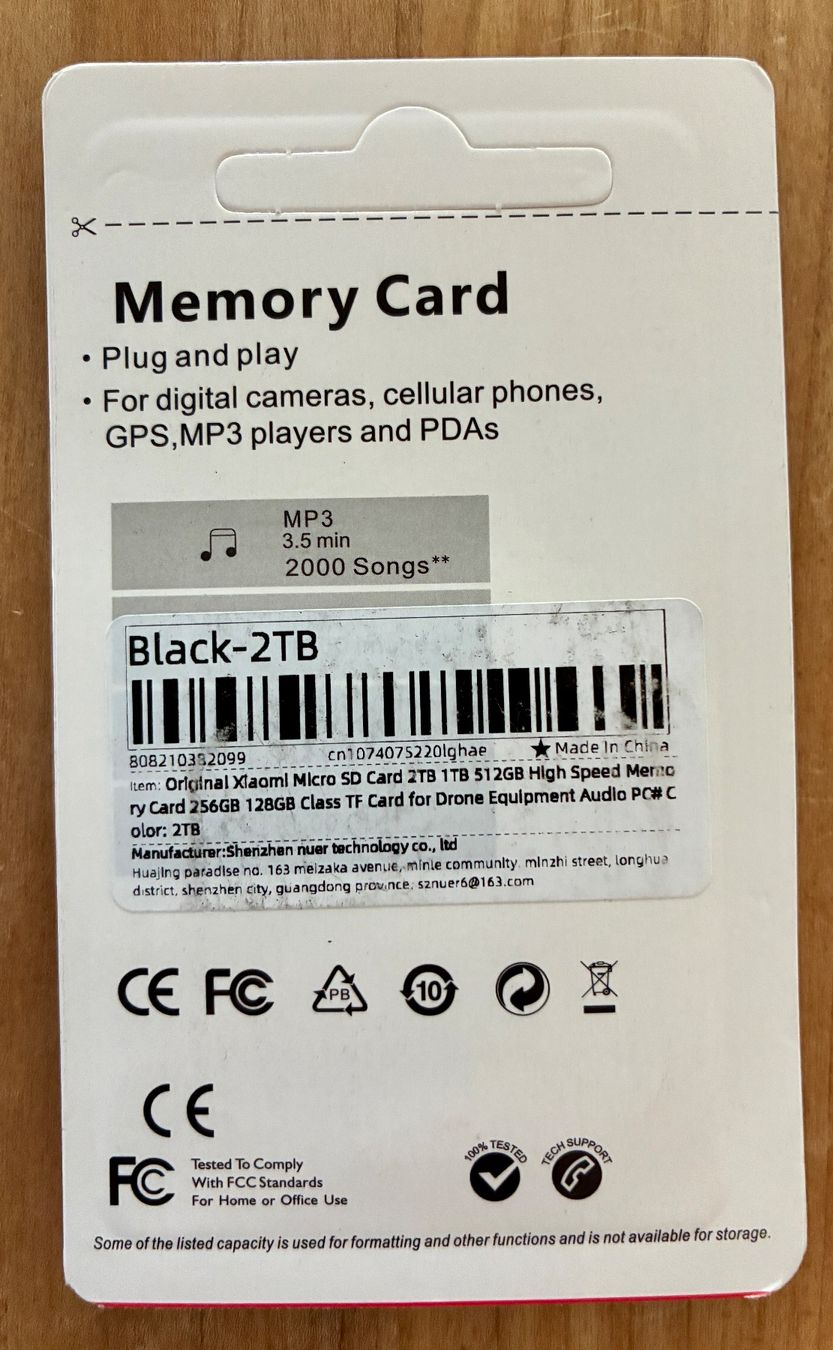 Memory Card
• Plug and play
• For digital cameras, cellular phones,
GPS,MP3 players and PDAs
MP3
3.5 min
2000 Songs**
Black-2TB
808210332099
cn1074075220lghae
★ Made In China
Item: Original Xiaomi Micro SD Card 2TB 1TB 512GB High Speed Memo
ry Card 256GB 128GB Class TF Card for Drone Equipment Audio PC# C
olor: 2TB
Manufacturer:Shenzhen nuer technology co., ltd
Huajing paradise no. 163 meizaka avenue, minle community, minzhi street, longhua
district, shenzhen city, guangdong province, sznuer6@163.com
CE FC PB 10
CE
FC
Tested To Comply
With FCC Standards
For Home or Office Use
100% TESTED
TECH SUPPORT
Some of the listed capacity is used for formatting and other functions and is not available for storage.